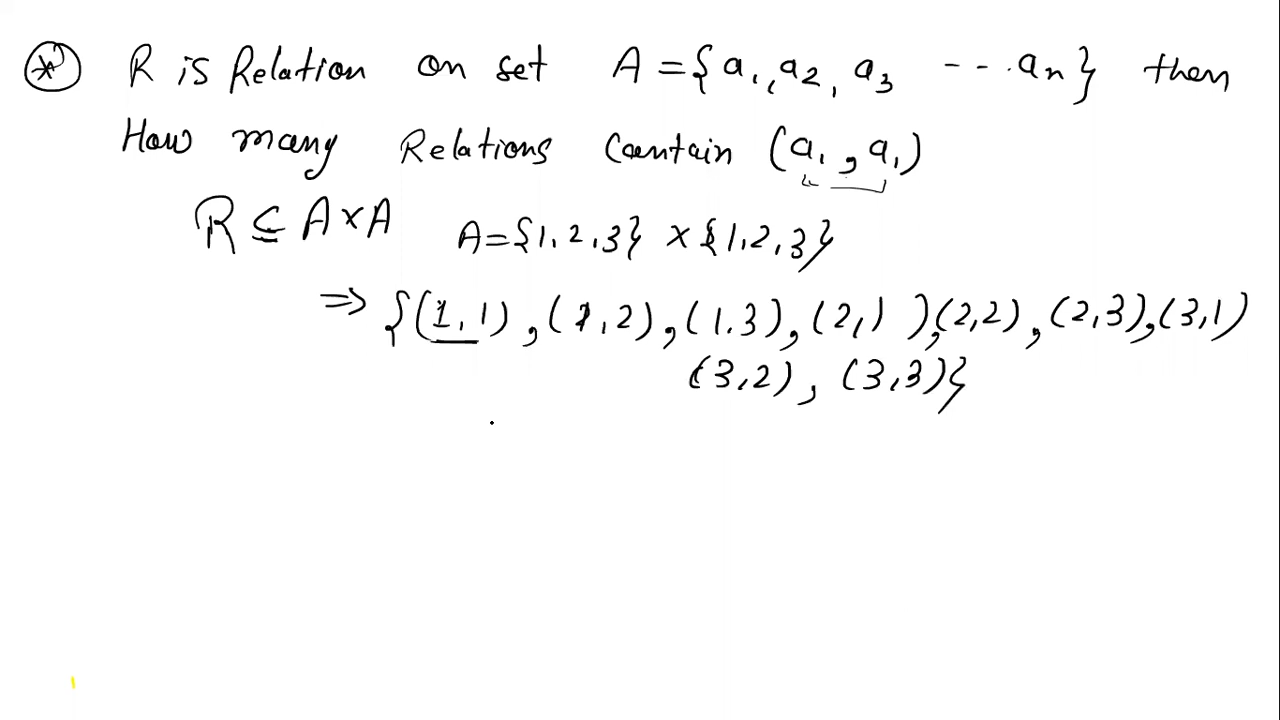 R is Relation on set A = {a₁, a₂, a₃ --- aₙ} then
How many Relations Contain (a₁, a₁)
R ⊆ A×A A={1,2,3} × {1,2,3}
⇒ {(1,1), (1,2), (1.3), (2,1), (2,2), (2,3), (3,1)
(3,2), (3,3)}